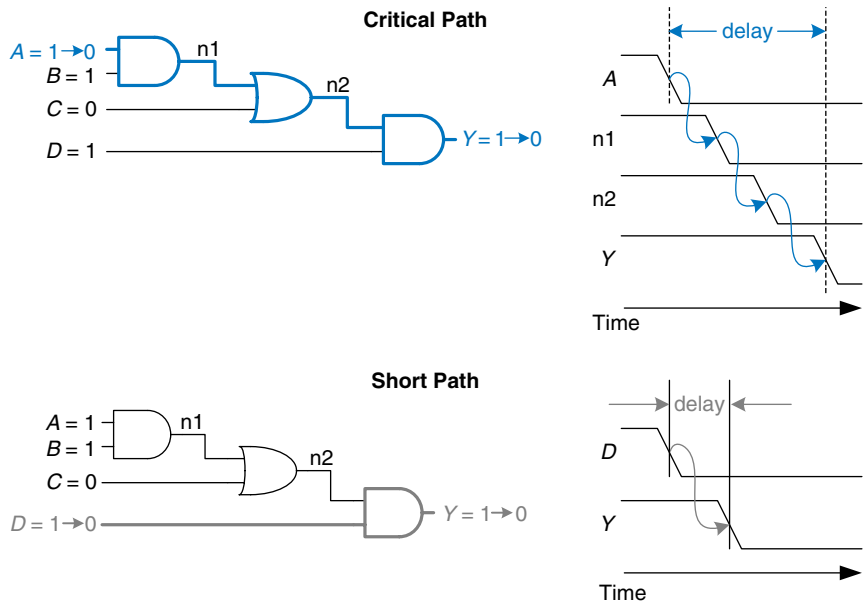 Critical Path
A = 1→0
B = 1
C = 0
D = 1
n1
n2
Y = 1→0
delay
A
n1
n2
Y
Time
Short Path
A = 1
B = 1
C = 0
D = 1→0
n1
n2
Y = 1→0
delay
D
Y
Time